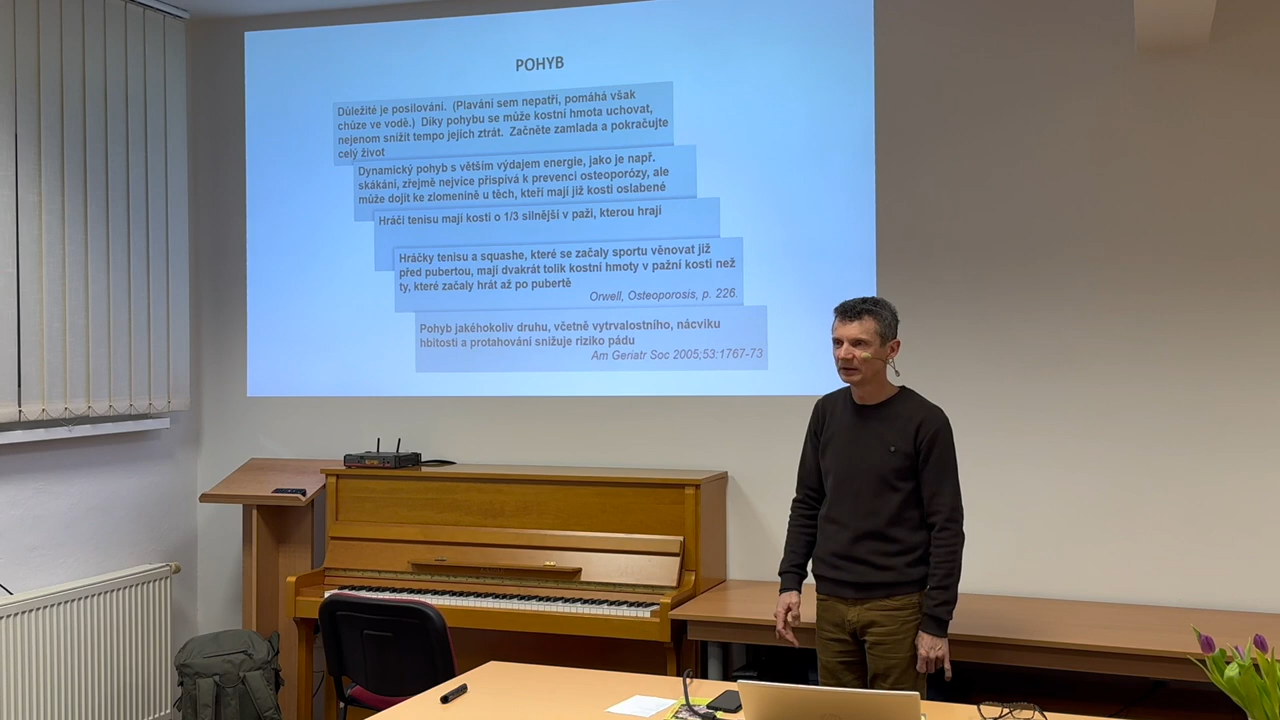 POHYB
Důležité je posilování. (Plavání sem nepatří, pomáhá však
chůze ve vodě.) Díky pohybu se může kostní hmota uchovat,
nejenom snížit tempo jejích ztrát. Začněte zamlada a pokračujte
celý život
Dynamický pohyb s větším výdajem energie, jako je např.
skákání, zřejmě nejvíce přispívá k prevenci osteoporózy, ale
může dojít ke zlomenině u těch, kteří mají již kosti oslabené
Hráči tenisu mají kosti o 1/3 silnější v paži, kterou hrají
Hráčky tenisu a squashe, které se začaly sportu věnovat již
před pubertou, mají dvakrát tolik kostní hmoty v pažní kosti než
ty, které začaly hrát až po pubertě
Orwell, Osteoporosis, p. 226.
Pohyb jakéhokoliv druhu, včetně vytrvalostního, nácviku
hbitosti a protahování snižuje riziko pádu
Am Geriatr Soc 2005;53:1767-73